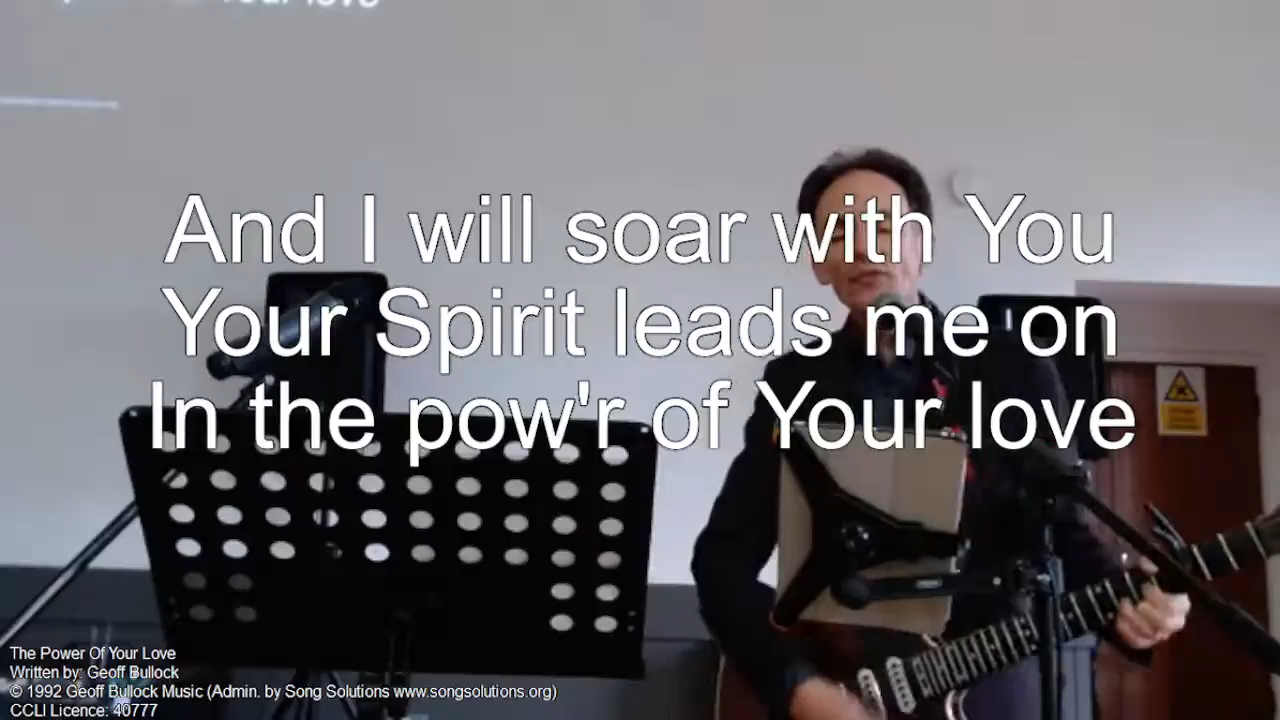 Your love
And I will soar with You
Your Spirit leads me on
In the pow'r of Your love
The Power Of Your Love
Written by: Geoff Bullock
© 1992 Geoff Bullock Music (Admin. by Song Solutions www.songsolutions.org)
CCLI Licence: 40777